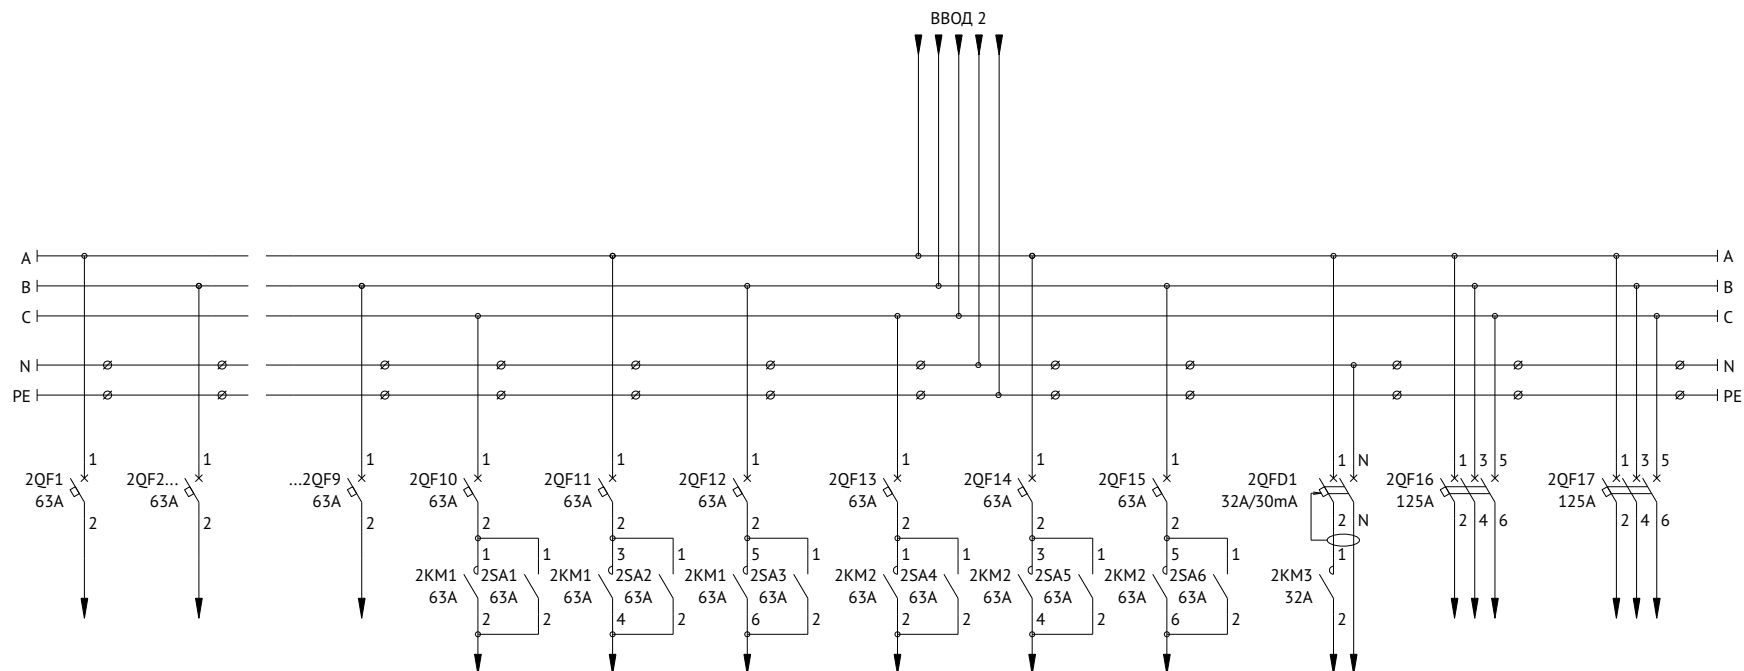 ВВОД 2
A A
B B
C C
N N
PE PE
1 1 1 1 1 1 1 1 1 1 N 1 3 5 1 3 5
2QF1 2QF2... ...2QF9 2QF10 2QF11 2QF12 2QF13 2QF14 2QF15 2QFD1 2QF16 2QF17
63A 63A 63A 63A 63A 63A 63A 63A 63A 32A/30mA 125A 125A
2 2 2 2 2 2 2 2 2 2 N 2 4 6 2 4 6
1 1 3 1 5 1 1 1 3 1 5 1 1
2KM1 2SA1 2KM1 2SA2 2KM1 2SA3 2KM2 2SA4 2KM2 2SA5 2KM2 2SA6 2KM3
63A 63A 63A 63A 63A 63A 63A 63A 63A 63A 63A 63A 32A
2 2 4 2 6 2 2 2 4 2 6 2 2